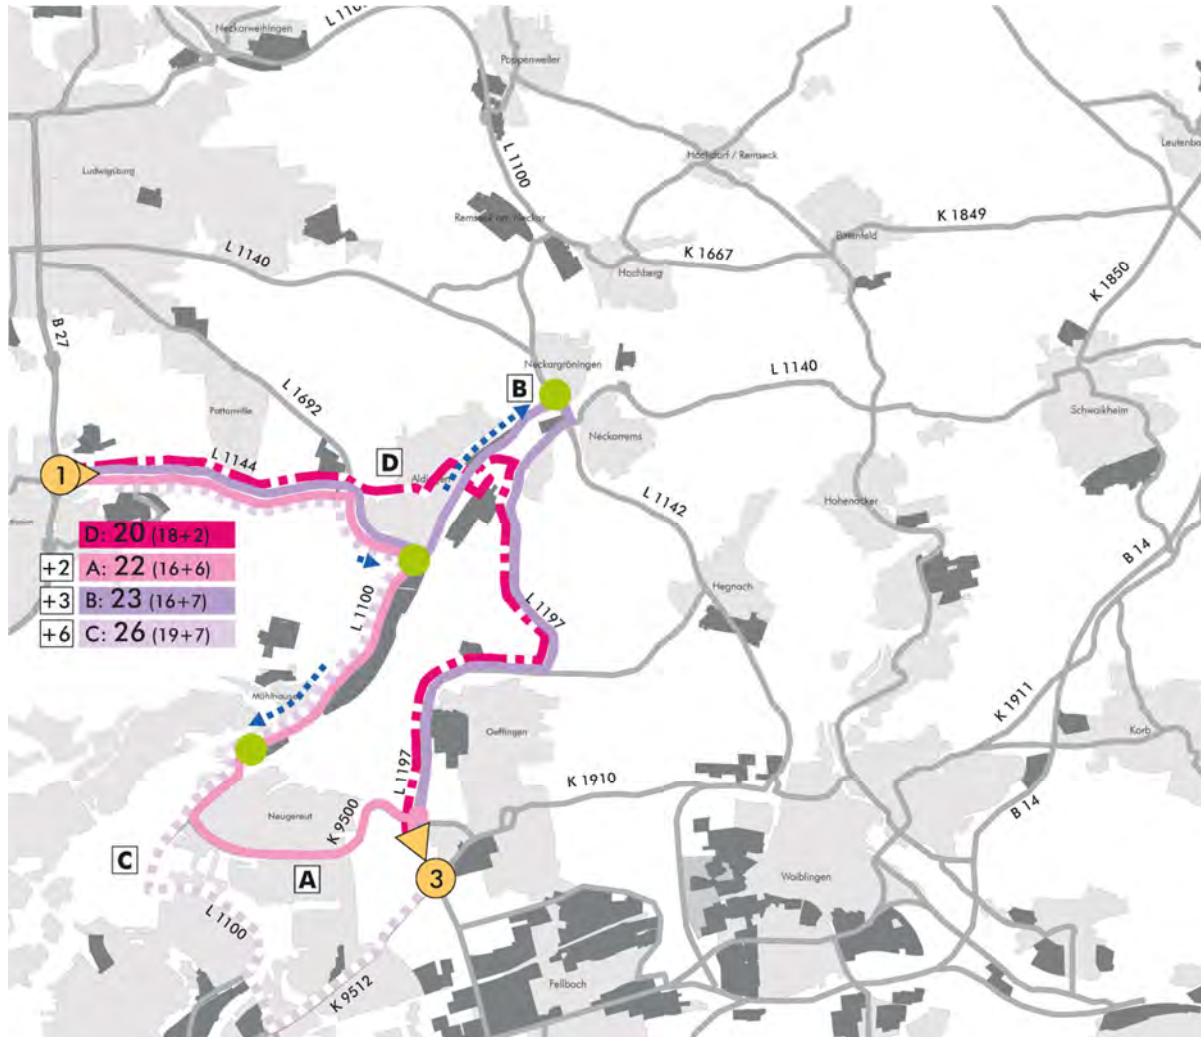 Neckarweihingen
Poppenweiler
L 1100
Hochdorf / Remseck
Leutenba
Ludwigsburg
Remseck am Neckar
K 1849
Bittenfeld
L 1140
K 1667
Hochberg
K 1850
B 27
Neckargröningen
L 1140
B
L 1692
Pattonville
Schwaikheim
Neckarrems
L 1144
D
1
L 1142
Hohenacker
D: 20 (18+2)
+2 A: 22 (16+6)
+3 B: 23 (16+7)
+6 C: 26 (19+7)
B 14
Hegnach
L 1100
L 1197
K 1911
Oeffingen
Korb
L 1197
K 1910
B 14
Neugereut
K 9500
C
A
3
Waiblingen
L 1100
Fellbach
K 9512